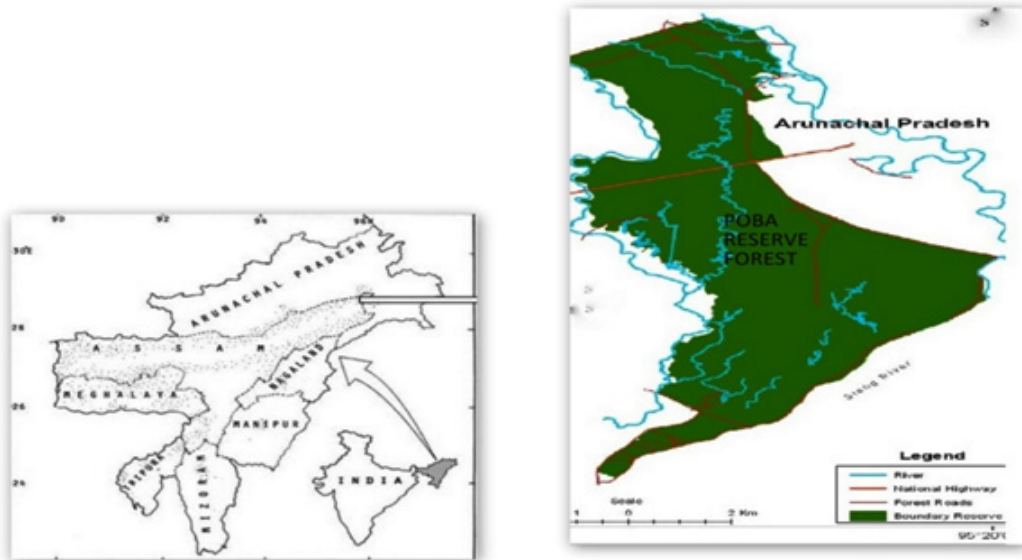 90 92 94 96
30°E
28
26
24
ARUNACHAL PRADESH
ASSAM
NAGALAND
MEGHALAYA
MANIPUR
TRIPURA
MIZORAM
INDIA
Arunachal Pradesh
POBA
RESERVE
FOREST
Siang River
Legend
River
National Highway
Forest Roads
Boundary Reserve
Scale
1 0 2 Km